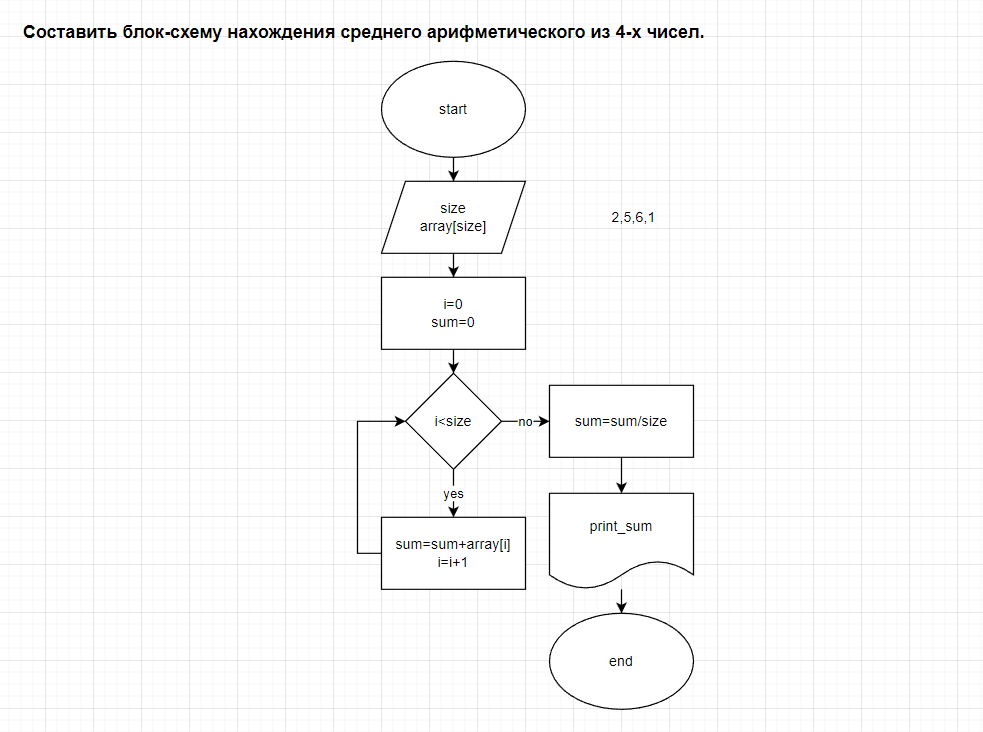 Составить блок-схему нахождения среднего арифметического из 4-х чисел.
start
size
array[size]
2,5,6,1
i=0
sum=0
i<size
no
sum=sum/size
yes
sum=sum+array[i]
i=i+1
print_sum
end